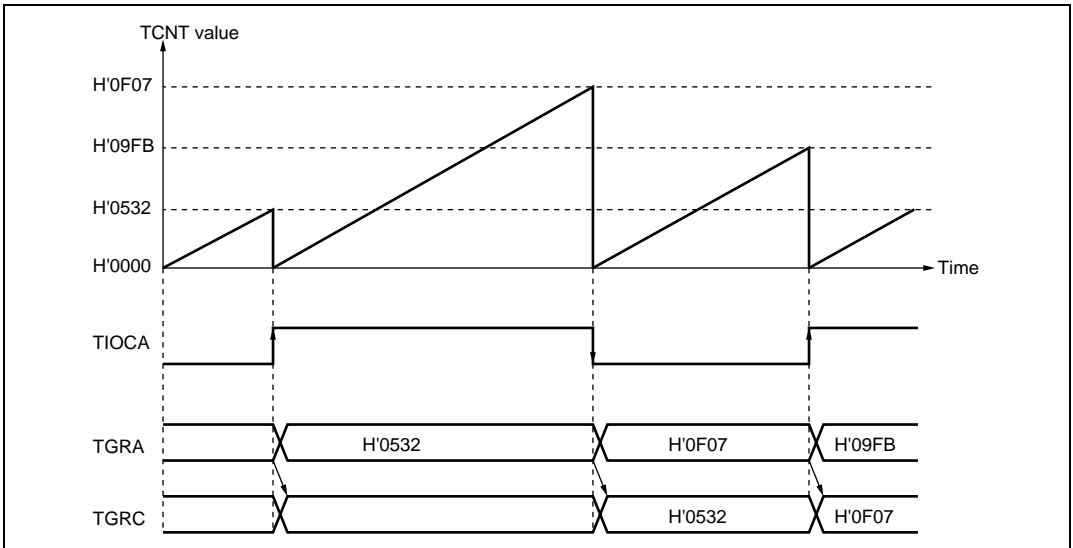 TCNT value
H'0F07
H'09FB
H'0532
H'0000
Time
TIOCA
TGRA
H'0532
H'0F07
H'09FB
TGRC
H'0532
H'0F07